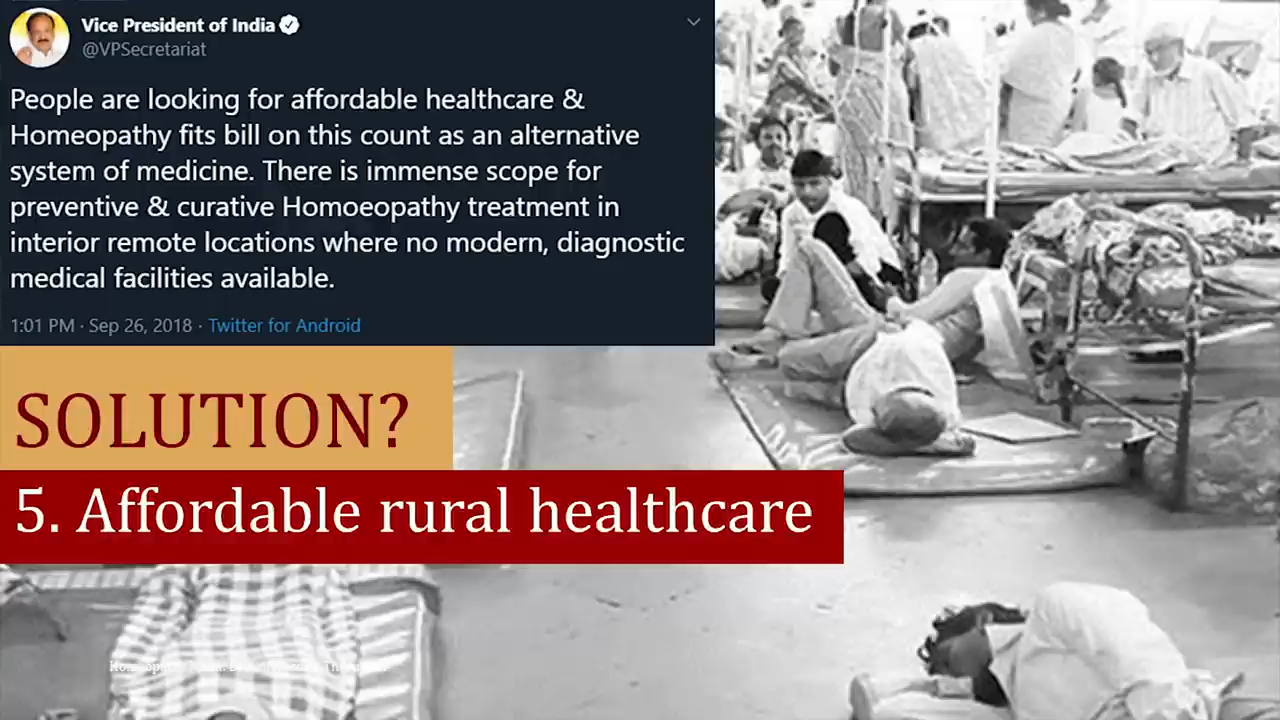 Vice President of India
@VPSecretariat
People are looking for affordable healthcare &
Homeopathy fits bill on this count as an alternative
system of medicine. There is immense scope for
preventive & curative Homoeopathy treatment in
interior remote locations where no modern, diagnostic
medical facilities available.
1:01 PM · Sep 26, 2018 · Twitter for Android
SOLUTION?
5. Affordable rural healthcare